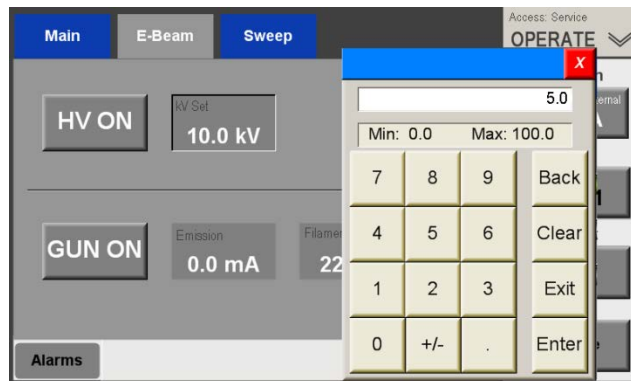 Main
E-Beam
Sweep
Access: Service
OPERATE
X
5.0
Min: 0.0 Max: 100.0
HV ON
kV Set
10.0 kV
7 8 9 Back
4 5 6 Clear
1 2 3 Exit
0 +/- . Enter
GUN ON
Emission
0.0 mA
22
Alarms